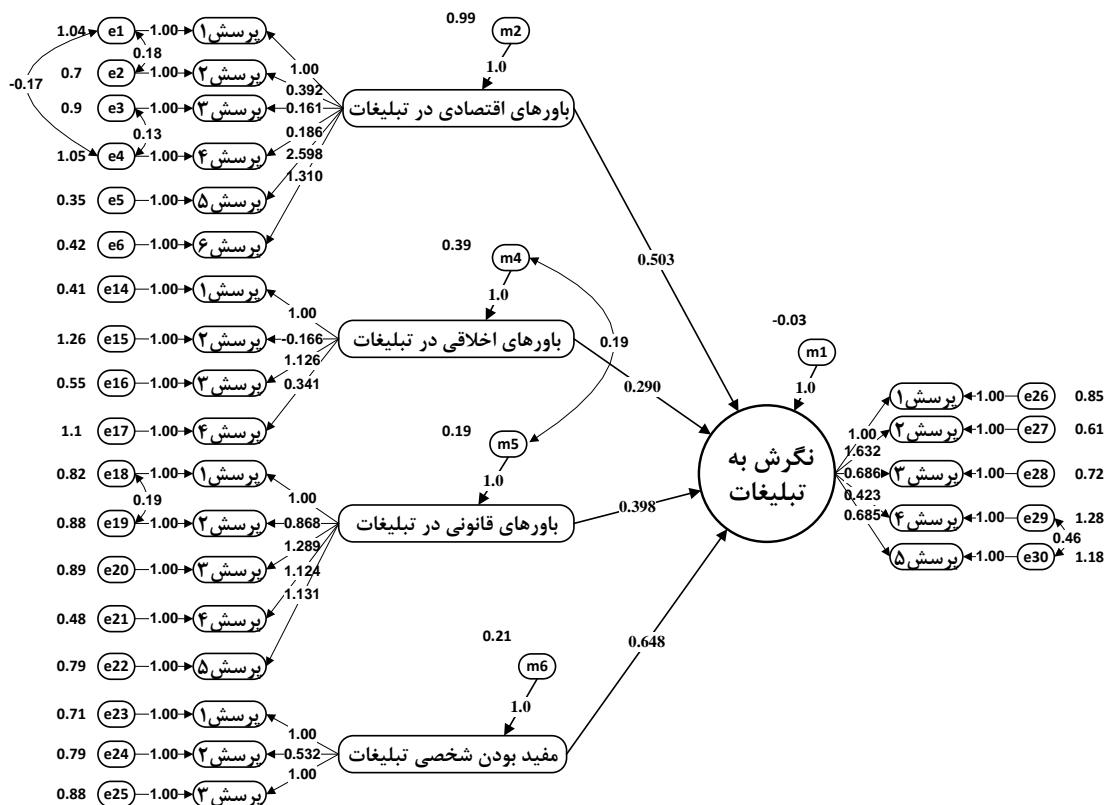 1.04 e1 1.00 پرسش۱
0.18
0.7 e2 1.00 پرسش۲
-0.17
0.9 e3 1.00 پرسش۳
0.13
1.05 e4 1.00 پرسش۴
0.35 e5 1.00 پرسش۵
0.42 e6 1.00 پرسش۶
1.00
0.392
0.161
0.186
2.598
1.310
0.99 m2
1.0
باورهای اقتصادی در تبلیغات
0.503
0.41 e14 1.00 پرسش۱
1.26 e15 1.00 پرسش۲
0.55 e16 1.00 پرسش۳
1.1 e17 1.00 پرسش۴
1.00
-0.166
1.126
0.341
0.39 m4
1.0
باورهای اخلاقی در تبلیغات
0.19
0.290
0.82 e18 1.00 پرسش۱
0.19
0.88 e19 1.00 پرسش۲
0.89 e20 1.00 پرسش۳
0.48 e21 1.00 پرسش۴
0.79 e22 1.00 پرسش۵
1.00
0.868
1.289
1.124
1.131
0.19 m5
1.0
باورهای قانونی در تبلیغات
0.398
0.71 e23 1.00 پرسش۱
0.79 e24 1.00 پرسش۲
0.88 e25 1.00 پرسش۳
1.00
0.532
1.00
0.21
m6
1.0
مفید بودن شخصی تبلیغات
0.648
-0.03
m1
1.0
نگرش به
تبلیغات
1.00
1.632
0.686
0.423
0.685
پرسش۱ 1.00 e26 0.85
پرسش۲ 1.00 e27 0.61
پرسش۳ 1.00 e28 0.72
پرسش۴ 1.00 e29 1.28
0.46
پرسش۵ 1.00 e30 1.18